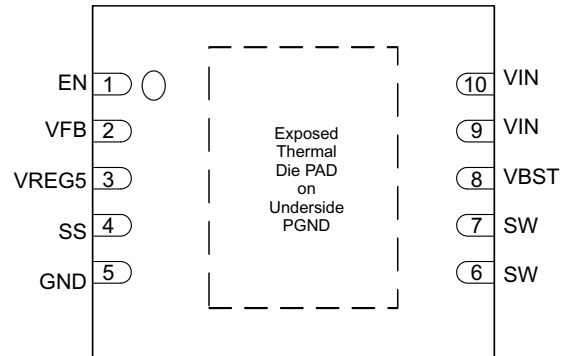 EN 1
VFB 2
VREG5 3
SS 4
GND 5
Exposed
Thermal
Die PAD
on
Underside
PGND
10 VIN
9 VIN
8 VBST
7 SW
6 SW